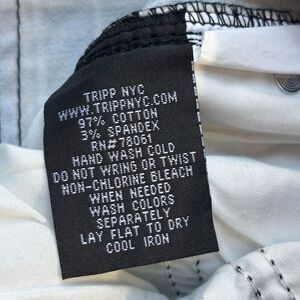 TRIPP NYC
WWW.TRIPPNYC.COM
97% COTTON
3% SPANDEX
RN#78061
HAND WASH COLD
DO NOT WRING OR TWIST
NON-CHLORINE BLEACH
WHEN NEEDED
WASH COLORS
SEPARATELY
LAY FLAT TO DRY
COOL IRON